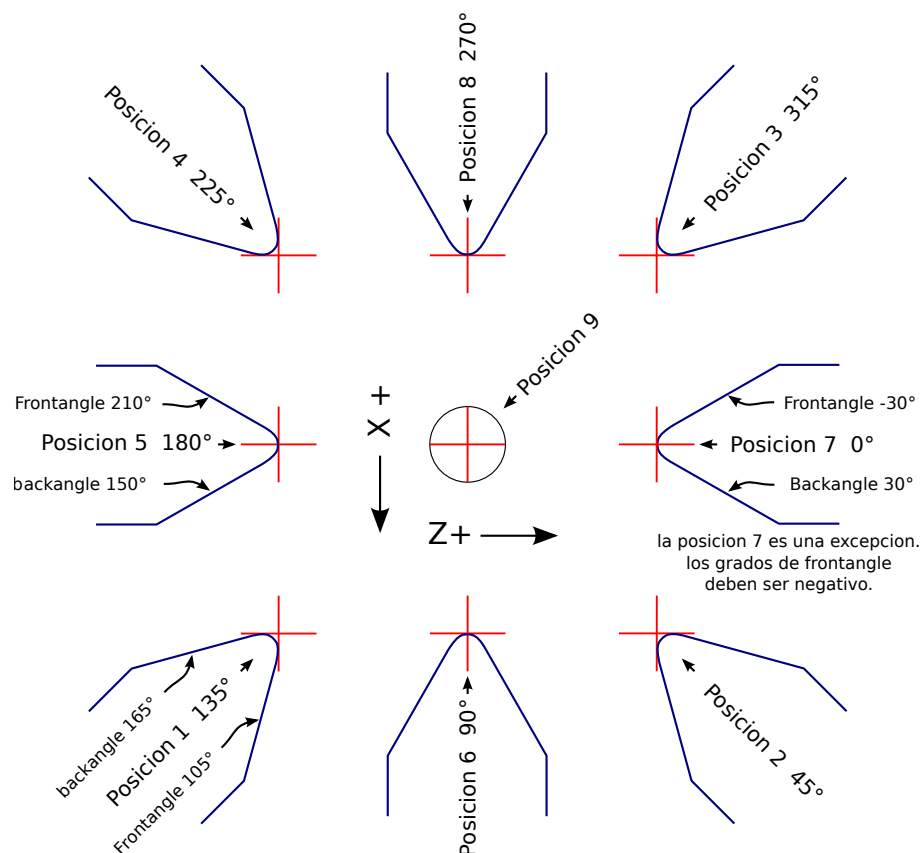 Posicion 4 225°
Posicion 8 270°
Posicion 3 315°
Posicion 9
X +
Z+
Frontangle 210°
Posicion 5 180°
backangle 150°
Frontangle -30°
Posicion 7 0°
Backangle 30°
la posicion 7 es una excepcion.
los grados de frontangle
deben ser negativo.
backangle 165°
Posicion 1 135°
Frontangle 105°
Posicion 6 90°
Posicion 2 45°